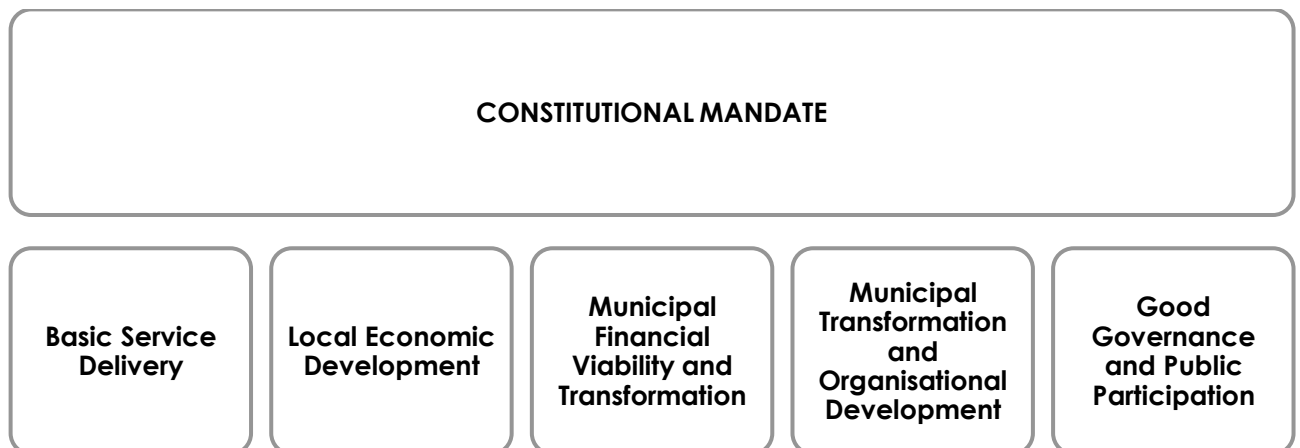 CONSTITUTIONAL MANDATE
Basic Service
Delivery
Local Economic
Development
Municipal
Financial
Viability and
Transformation
Municipal
Transformation
and
Organisational
Development
Good
Governance
and Public
Participation